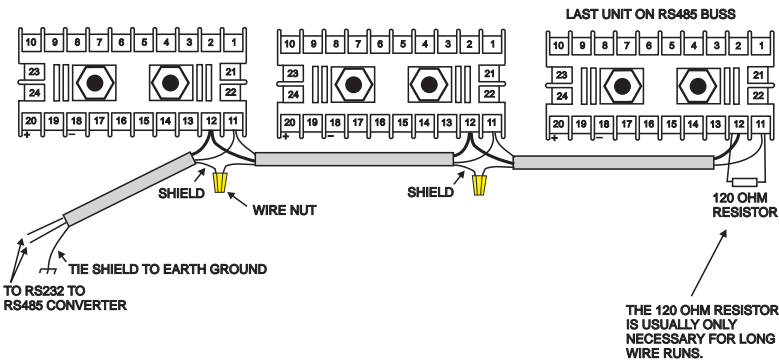 LAST UNIT ON RS485 BUSS
10 9 8 7 6 5 4 3 2 1
23 21
24 22
20 19 18 17 16 15 14 13 12 11
+ –
10 9 8 7 6 5 4 3 2 1
23 21
24 22
20 19 18 17 16 15 14 13 12 11
+ –
10 9 8 7 6 5 4 3 2 1
23 21
24 22
20 19 18 17 16 15 14 13 12 11
+ –
SHIELD
WIRE NUT
SHIELD
120 OHM
RESISTOR
TIE SHIELD TO EARTH GROUND
TO RS232 TO
RS485 CONVERTER
THE 120 OHM RESISTOR
IS USUALLY ONLY
NECESSARY FOR LONG
WIRE RUNS.